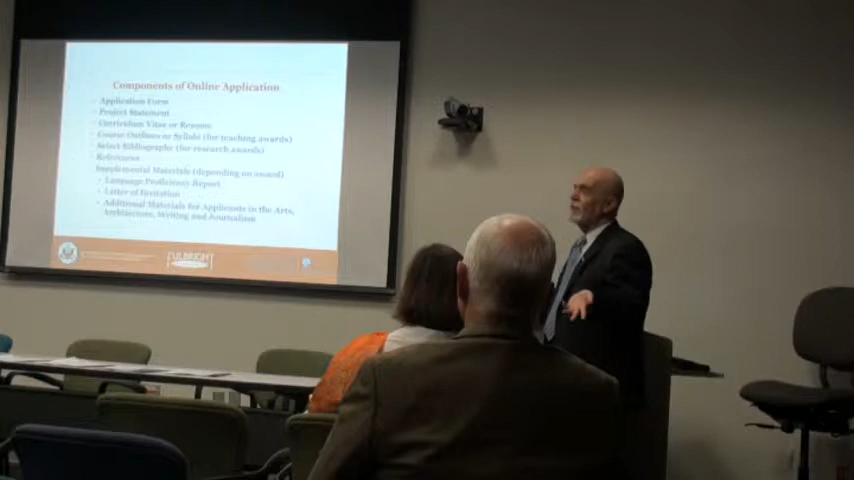 Components of Online Application
Application Form
Project Statement
Curriculum Vitae or Resume
Course Outlines or Syllabi (for teaching awards)
Select Bibliography (for research awards)
References
Supplemental Materials (depending on award)
Language Proficiency Report
Letter of Invitation
Additional Materials for Applicants in the Arts,
Architecture, Writing and Journalism
FULBRIGHT